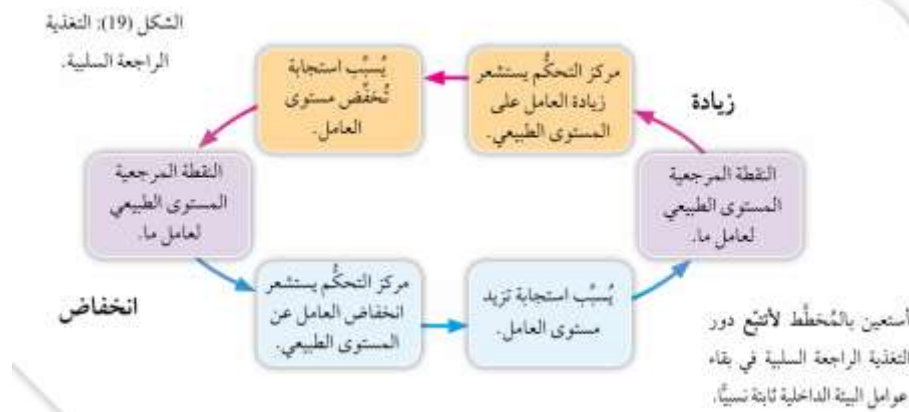 الشكل (19): التغذية
الراجعة السلبية.
زيادة
مركز التحكُّم يستشعر
زيادة العامل على
المستوى الطبيعي.
يُسبِّب استجابة
تُخفِّض مستوى
العامل.
النقطة المرجعية
المستوى الطبيعي
لعامل ما.
النقطة المرجعية
المستوى الطبيعي
لعامل ما.
انخفاض
مركز التحكُّم يستشعر
انخفاض العامل عن
المستوى الطبيعي.
يُسبِّب استجابة تزيد
مستوى العامل.
أستعين بالمُخطَّط لأتتبّع دور
التغذية الراجعة السلبية في بقاء
عوامل البيئة الداخلية ثابتة نسبيًّا.